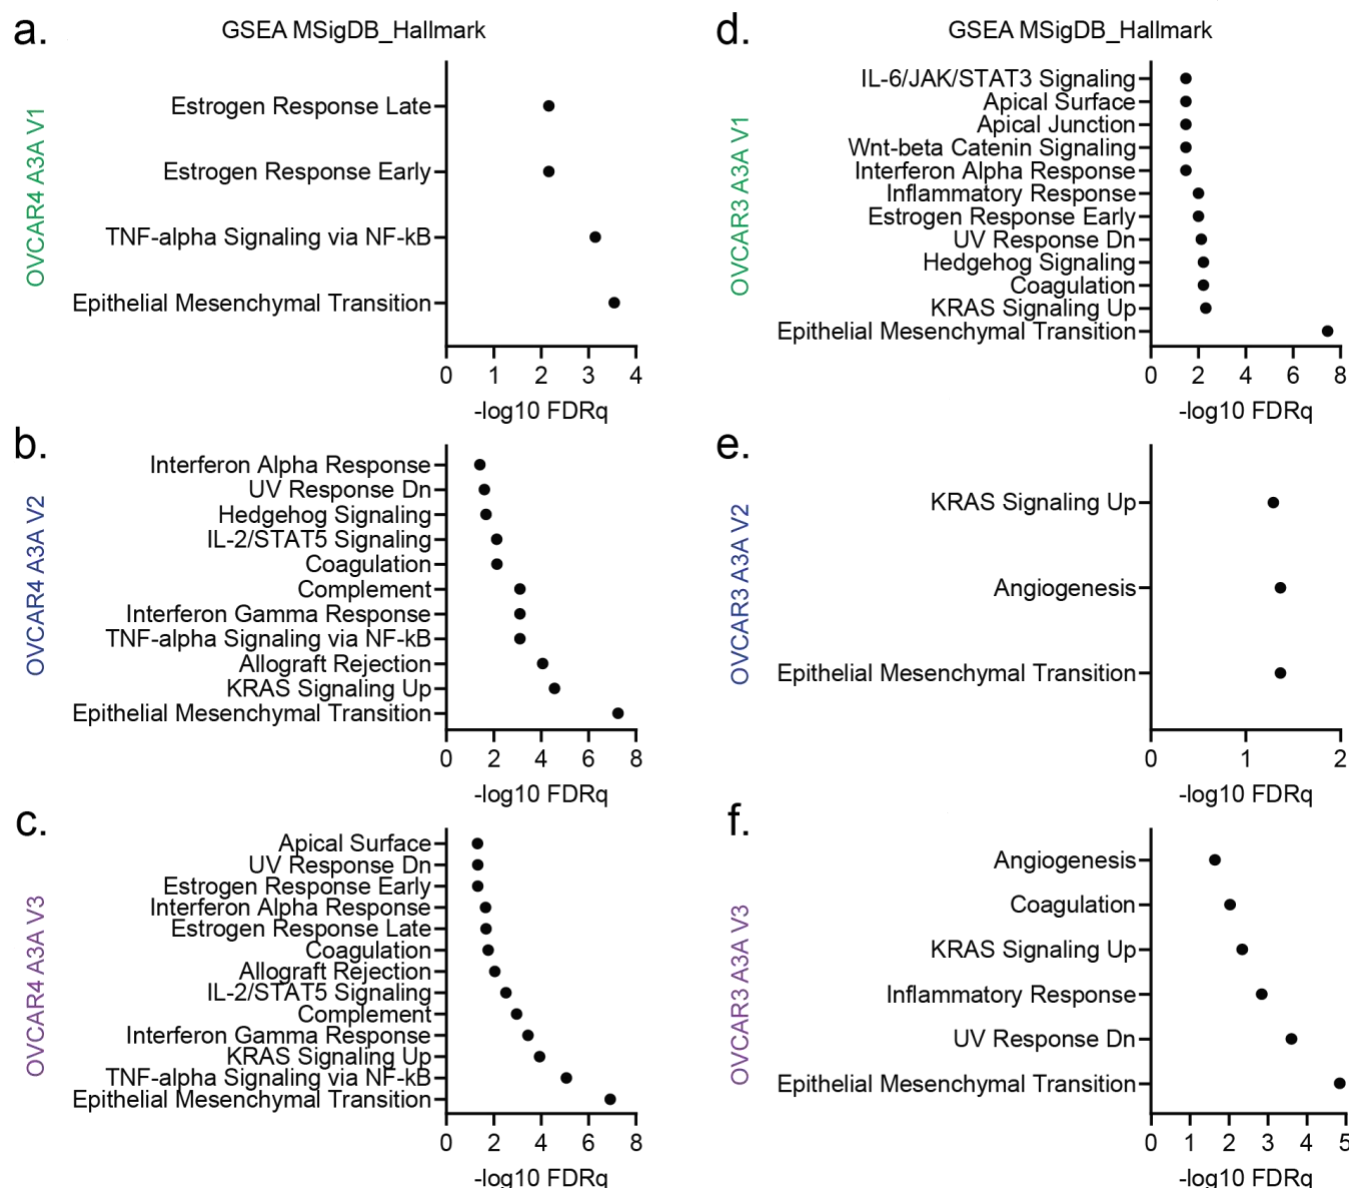 a.
GSEA MSigDB_Hallmark
OVCAR4 A3A V1
Estrogen Response Late
Estrogen Response Early
TNF-alpha Signaling via NF-kB
Epithelial Mesenchymal Transition
0 1 2 3 4
-log10 FDRq
b.
OVCAR4 A3A V2
Interferon Alpha Response
UV Response Dn
Hedgehog Signaling
IL-2/STAT5 Signaling
Coagulation
Complement
Interferon Gamma Response
TNF-alpha Signaling via NF-kB
Allograft Rejection
KRAS Signaling Up
Epithelial Mesenchymal Transition
0 2 4 6 8
-log10 FDRq
c.
OVCAR4 A3A V3
Apical Surface
UV Response Dn
Estrogen Response Early
Interferon Alpha Response
Estrogen Response Late
Coagulation
Allograft Rejection
IL-2/STAT5 Signaling
Complement
Interferon Gamma Response
KRAS Signaling Up
TNF-alpha Signaling via NF-kB
Epithelial Mesenchymal Transition
0 2 4 6 8
-log10 FDRq
d.
GSEA MSigDB_Hallmark
OVCAR3 A3A V1
IL-6/JAK/STAT3 Signaling
Apical Surface
Apical Junction
Wnt-beta Catenin Signaling
Interferon Alpha Response
Inflammatory Response
Estrogen Response Early
UV Response Dn
Hedgehog Signaling
Coagulation
KRAS Signaling Up
Epithelial Mesenchymal Transition
0 2 4 6 8
-log10 FDRq
e.
OVCAR3 A3A V2
KRAS Signaling Up
Angiogenesis
Epithelial Mesenchymal Transition
0 1 2
-log10 FDRq
f.
OVCAR3 A3A V3
Angiogenesis
Coagulation
KRAS Signaling Up
Inflammatory Response
UV Response Dn
Epithelial Mesenchymal Transition
0 1 2 3 4 5
-log10 FDRq